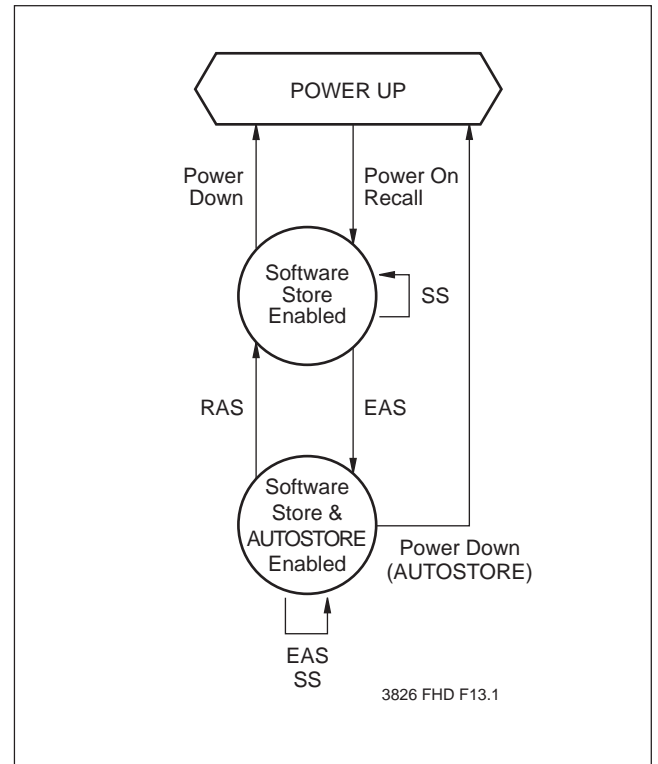 POWER UP
Power
Down
Power On
Recall
Software
Store
Enabled
SS
RAS
EAS
Software
Store &
AUTOSTORE
Enabled
Power Down
(AUTOSTORE)
EAS
SS
3826 FHD F13.1